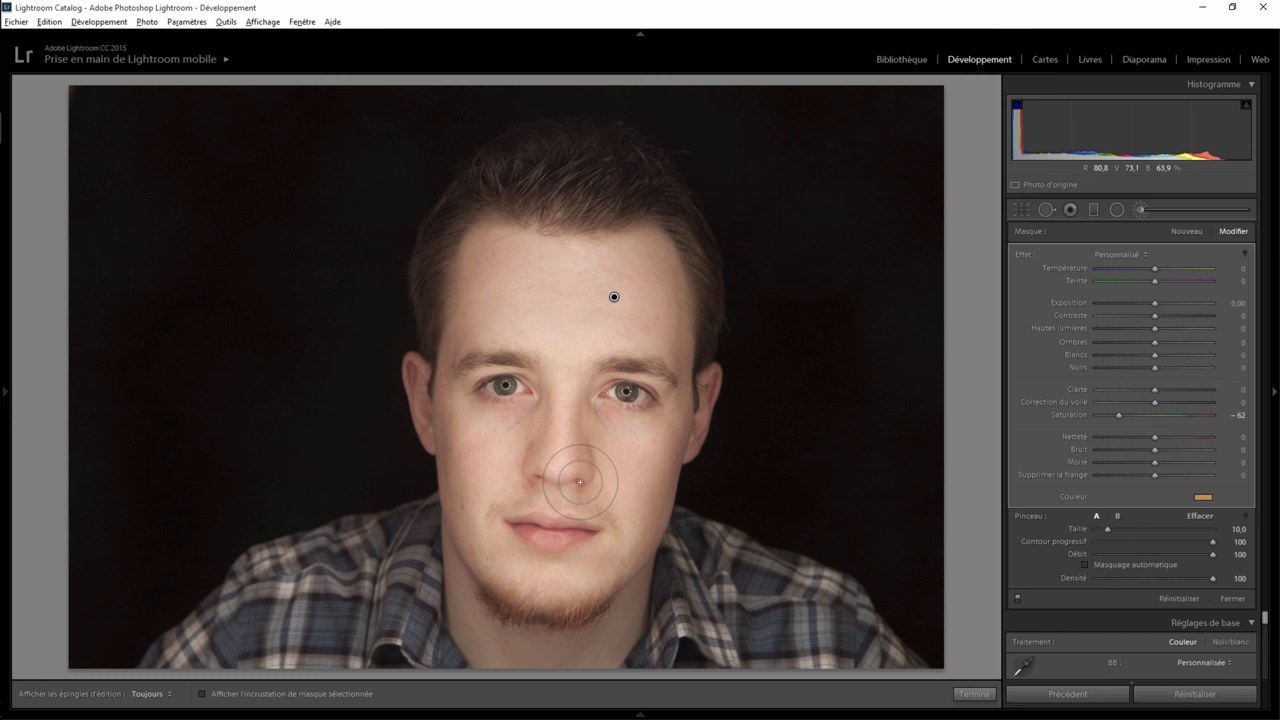 Lightroom Catalog - Adobe Photoshop Lightroom - Développement
Fichier Edition Développement Photo Paramètres Outils Affichage Fenêtre Aide
Lr
Adobe Lightroom CC 2015
Prise en main de Lightroom mobile
Bibliothèque | Développement | Cartes | Livres | Diaporama | Impression | Web
Histogramme
R 80,8 V 73,1 B 63,9 %
Photo d'origine
Masque : Nouveau Modifier
Effet : Personnalisé
Température 0
Teinte 0
Exposition 0,00
Contraste 0
Hautes lumières 0
Ombres 0
Blancs 0
Noirs 0
Clarté 0
Correction du voile 0
Saturation – 62
Netteté 0
Bruit 0
Moiré 0
Supprimer la frange 0
Couleur
Pinceau : A B Effacer
Taille 10,0
Contour progressif 100
Débit 100
Masquage automatique
Densité 100
Réinitialiser Fermer
Réglages de base
Traitement : Couleur Noir/blanc
BB : Personnalisée
Afficher les épingles d'édition : Toujours Afficher l'incrustation de masque sélectionnée Terminé
Précédent Réinitialiser